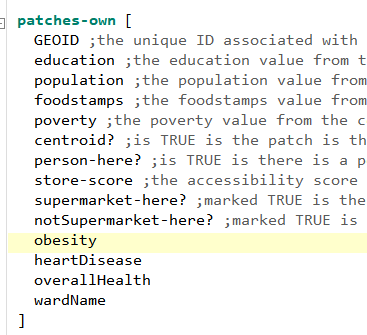 patches-own [
GEOID ;the unique ID associated with
education ;the education value from t
population ;the population value from
foodstamps ;the foodstamps value from
poverty ;the poverty value from the c
centroid? ;is TRUE is the patch is th
person-here? ;is TRUE is there is a p
store-score ;the accessibility score
supermarket-here? ;marked TRUE is the
notSupermarket-here? ;marked TRUE is
obesity
heartDisease
overallHealth
wardName
]